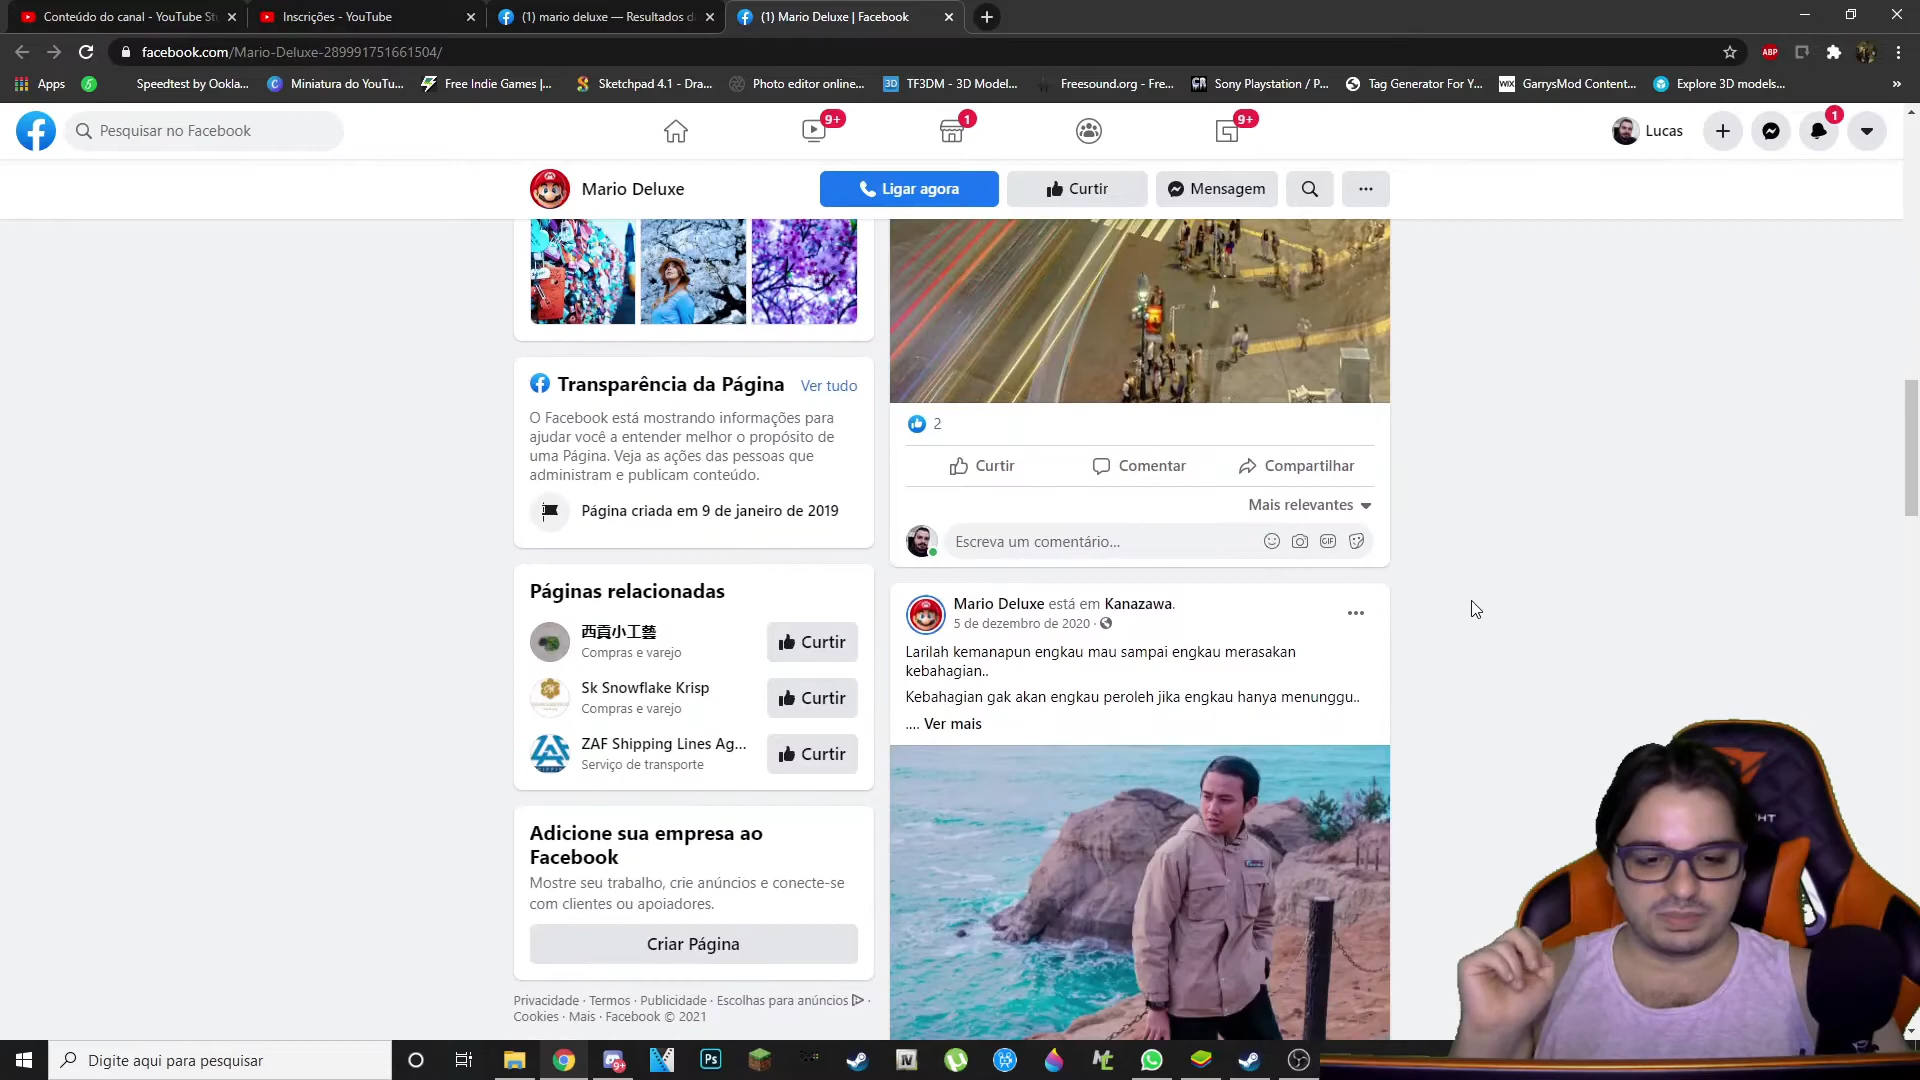 Conteúdo do canal - YouTube St
Inscrições - YouTube
(1) mario deluxe — Resultados d
(1) Mario Deluxe | Facebook
facebook.com/Mario-Deluxe-289991751661504/
ABP
Apps
Speedtest by Ookla...
Miniatura do YouTu...
Free Indie Games |...
Sketchpad 4.1 - Dra...
Photo editor online...
TF3DM - 3D Model...
Freesound.org - Fre...
Sony Playstation / P...
Tag Generator For Y...
GarrysMod Content...
Explore 3D models...
Pesquisar no Facebook
9+
1
9+
Lucas
1
Mario Deluxe
Ligar agora
Curtir
Mensagem
Transparência da Página
Ver tudo
O Facebook está mostrando informações para
ajudar você a entender melhor o propósito de
uma Página. Veja as ações das pessoas que
administram e publicam conteúdo.
Página criada em 9 de janeiro de 2019
Páginas relacionadas
西貢小工藝
Compras e varejo
Curtir
Sk Snowflake Krisp
Compras e varejo
Curtir
ZAF Shipping Lines Ag...
Serviço de transporte
Curtir
Adicione sua empresa ao
Facebook
Mostre seu trabalho, crie anúncios e conecte-se
com clientes ou apoiadores.
Criar Página
Privacidade · Termos · Publicidade · Escolhas para anúncios ·
Cookies · Mais · Facebook © 2021
2
Curtir
Comentar
Compartilhar
Mais relevantes
Escreva um comentário...
GIF
Mario Deluxe está em Kanazawa.
5 de dezembro de 2020 ·
Larilah kemanapun engkau mau sampai engkau merasakan
kebahagian..
Kebahagian gak akan engkau peroleh jika engkau hanya menunggu..
.... Ver mais
Digite aqui para pesquisar
9+
Ps
IV